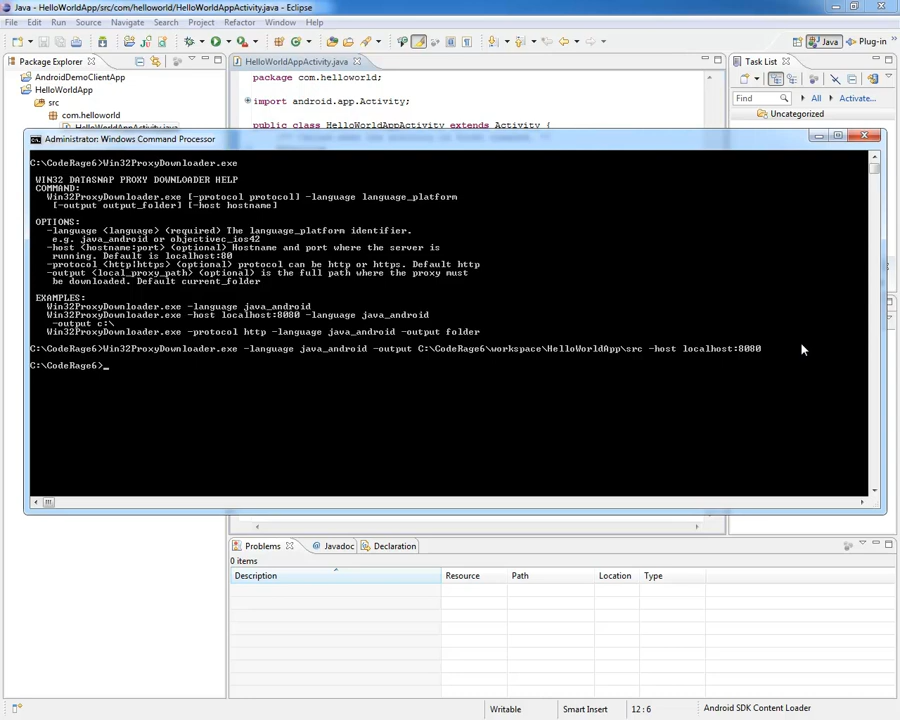 Java - HelloWorldApp/src/com/helloworld/HelloWorldAppActivity.java - Eclipse
File Edit Run Source Navigate Search Project Refactor Window Help
Java Plug-in
Package Explorer
HelloWorldAppActivity.java
Task List
AndroidDemoClientApp
HelloWorldApp
src
com.helloworld
HelloWorldAppActivity.java
package com.helloworld;
import android.app.Activity;
public class HelloWorldAppActivity extends Activity {
Find All Activate...
Uncategorized
Administrator: Windows Command Processor
C:\CodeRage6>Win32ProxyDownloader.exe
WIN32 DATASNAP PROXY DOWNLOADER HELP
COMMAND:
Win32ProxyDownloader.exe [-protocol protocol] -language language_platform
[-output output_folder] [-host hostname]
OPTIONS:
-language <language> (required) The language_platform identifier.
e.g. java_android or objectivec_ios42
-host <hostname:port> (optional) Hostname and port where the server is
running. Default is localhost:80
-protocol <http|https> (optional) protocol can be http or https. Default http
-output <local_proxy_path> (optional) is the full path where the proxy must
be downloaded. Default current_folder
EXAMPLES:
Win32ProxyDownloader.exe -language java_android
Win32ProxyDownloader.exe -host localhost:8080 -language java_android
-output c:\
Win32ProxyDownloader.exe -protocol http -language java_android -output folder
C:\CodeRage6>Win32ProxyDownloader.exe -language java_android -output C:\CodeRage6\workspace\HelloWorldApp\src -host localhost:8080
C:\CodeRage6>_
Problems Javadoc Declaration
0 items
Description Resource Path Location Type
Writable Smart Insert 12 : 6 Android SDK Content Loader